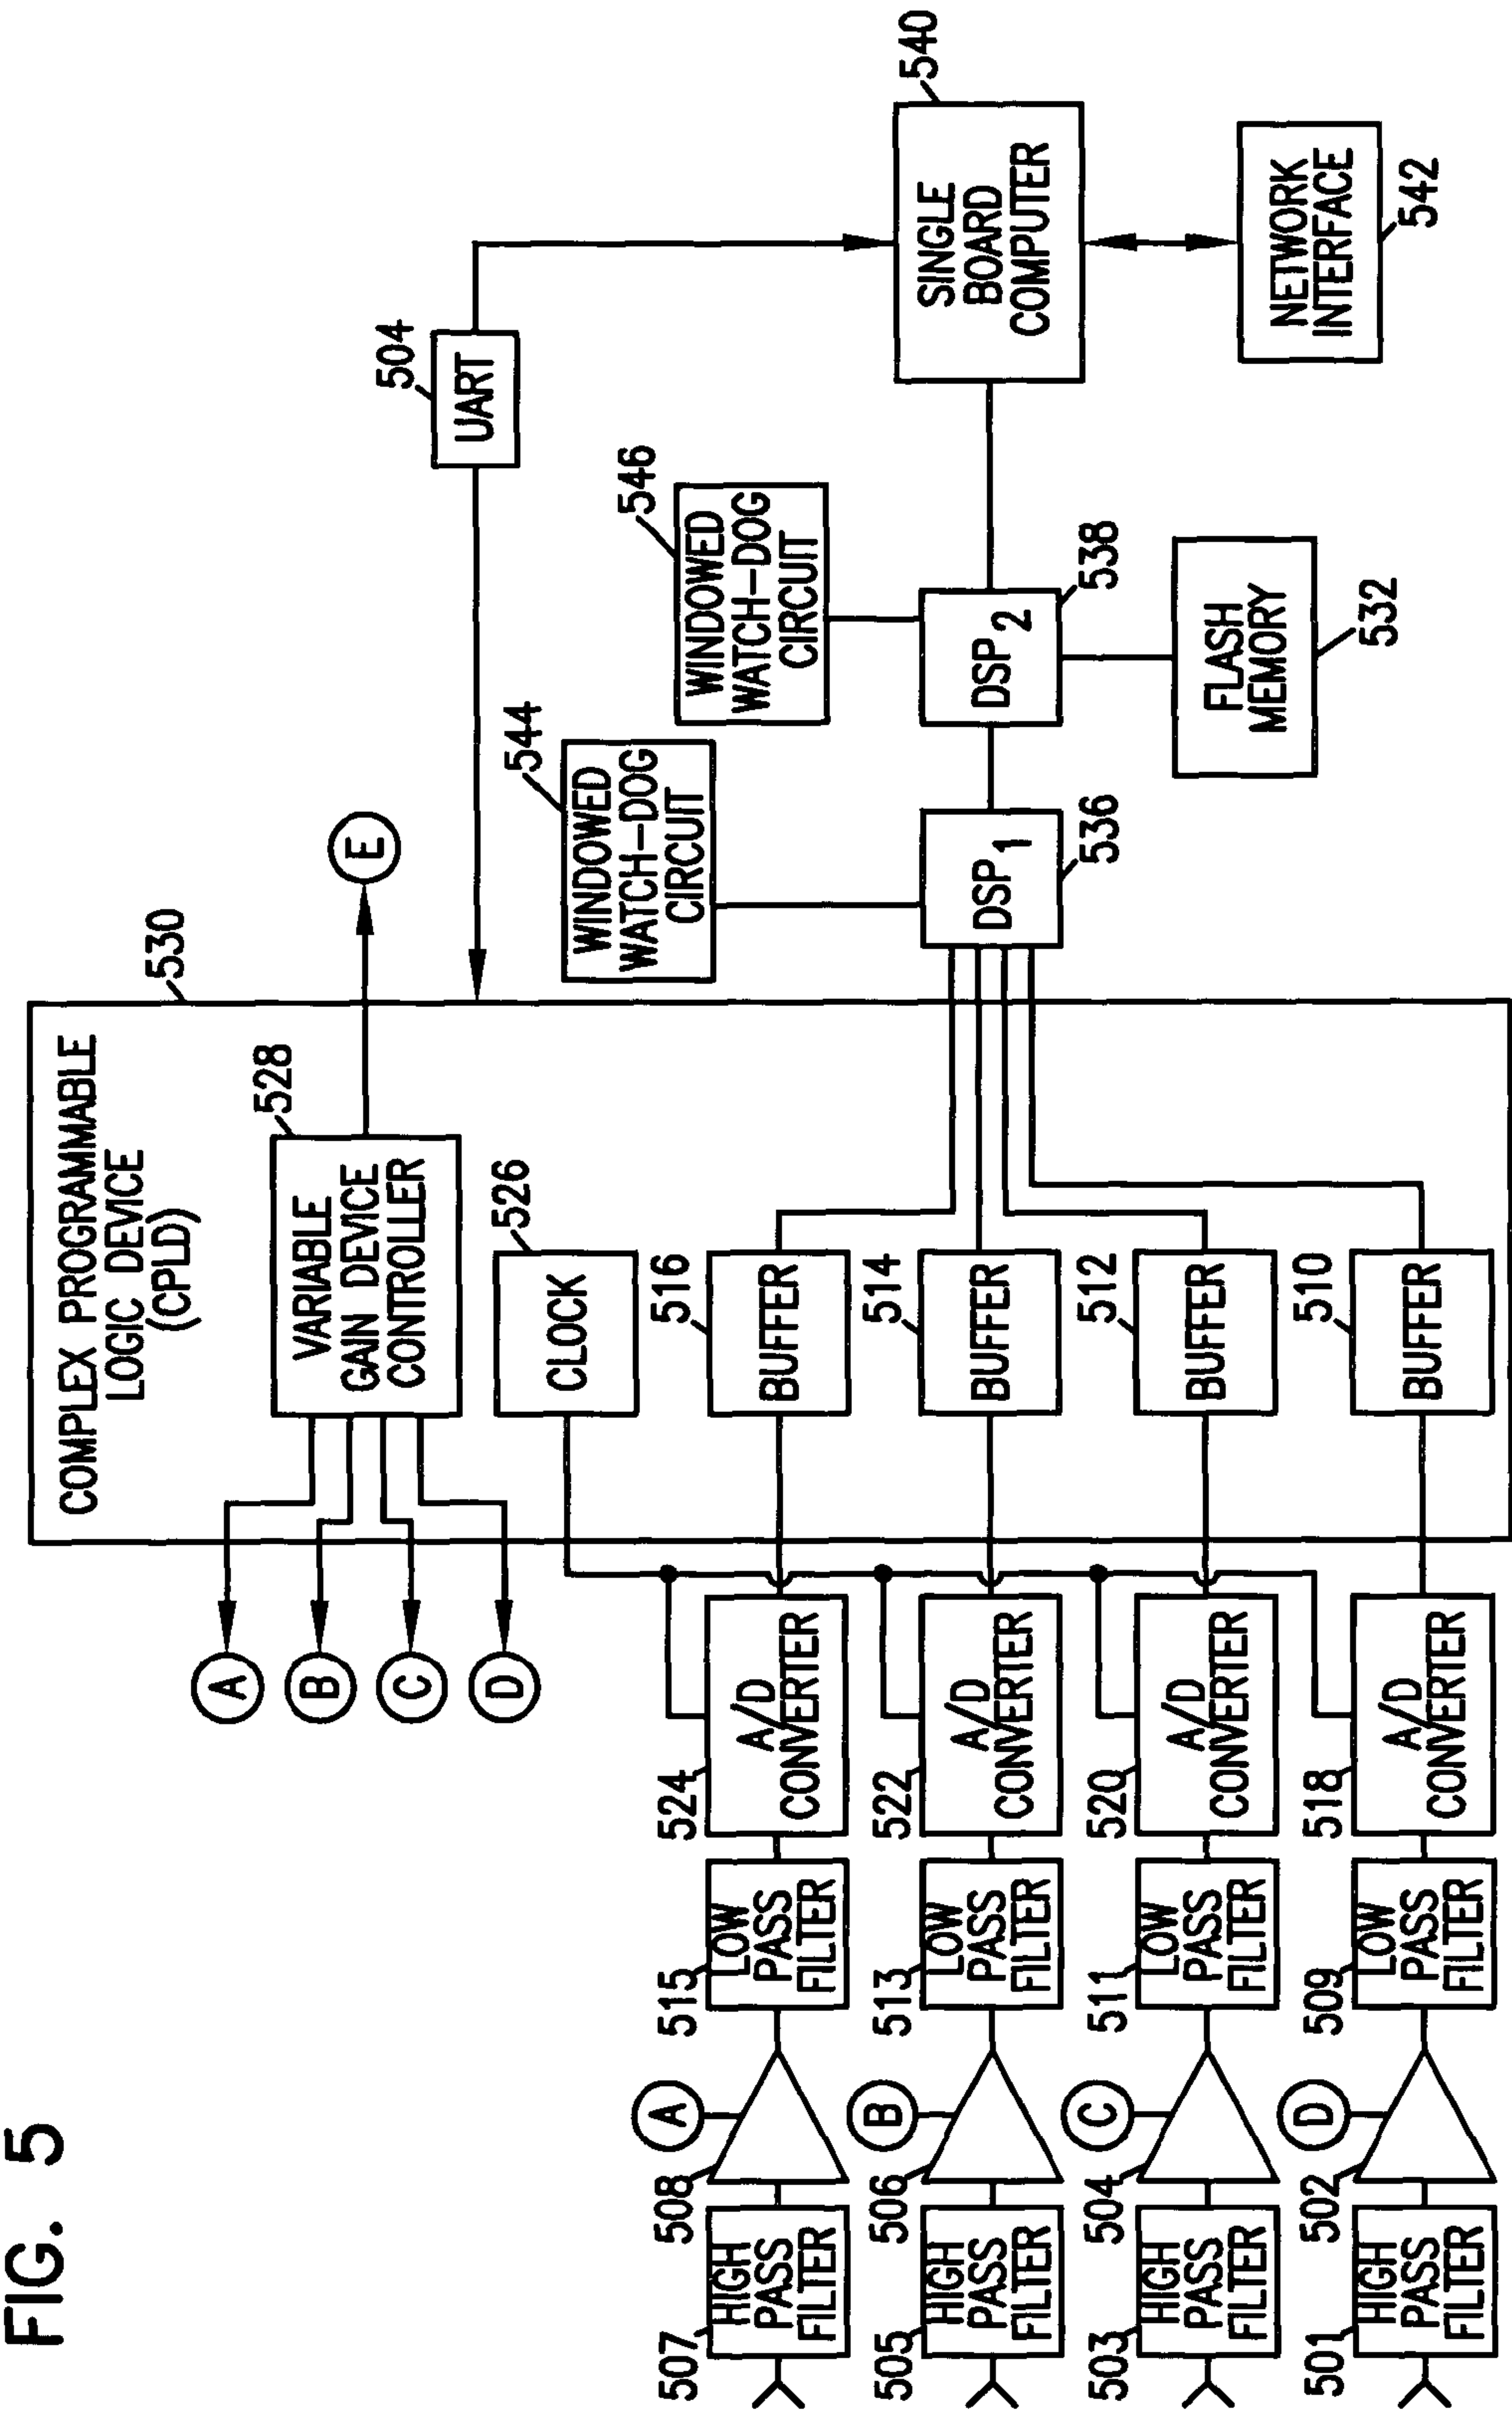 FIG. 5
COMPLEX PROGRAMMABLE
LOGIC DEVICE
(CPLD)
530
528
VARIABLE
GAIN DEVICE
CONTROLLER
A
B
C
D
E
504
UART
526
CLOCK
544
WINDOWED
WATCH-DOG
CIRCUIT
546
WINDOWED
WATCH-DOG
CIRCUIT
507
HIGH
PASS
FILTER
508
A
515
LOW
PASS
FILTER
524
A/D
CONVERTER
516
BUFFER
505
HIGH
PASS
FILTER
506
B
513
LOW
PASS
FILTER
522
A/D
CONVERTER
514
BUFFER
DSP1
536
DSP2
538
SINGLE
BOARD
COMPUTER
540
503
HIGH
PASS
FILTER
504
C
511
LOW
PASS
FILTER
520
A/D
CONVERTER
512
BUFFER
FLASH
MEMORY
532
NETWORK
INTERFACE
542
501
HIGH
PASS
FILTER
502
D
509
LOW
PASS
FILTER
518
A/D
CONVERTER
510
BUFFER